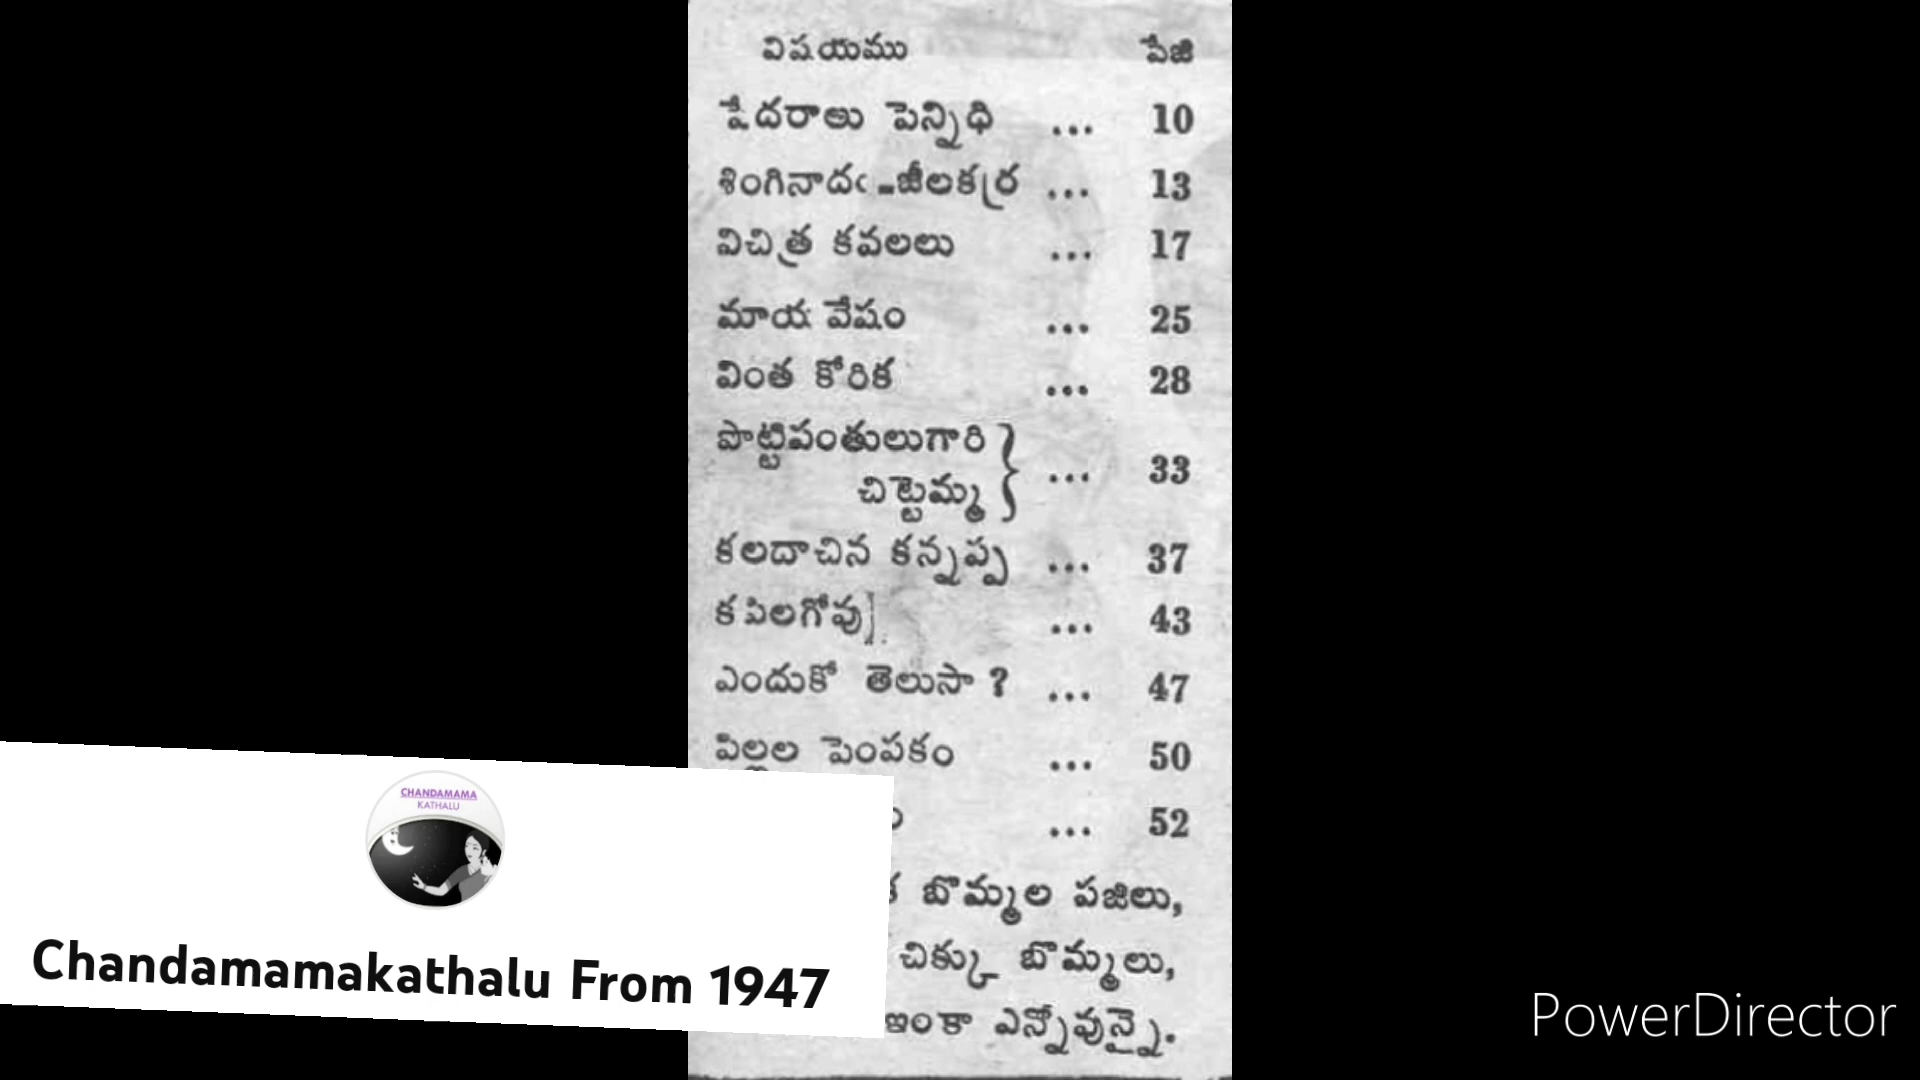 విషయము పేజి
పేదరాలు పెన్నిధి ... 10
శింగినాదఁ-జీలకర్ర ... 13
విచిత్ర కవలలు ... 17
మాయ వేషం ... 25
వింత కోరిక ... 28
పొట్టిపంతులుగారి
చిట్టెమ్మ } ... 33
కలదాచిన కన్నప్ప ... 37
కపిలగోవు ... 43
ఎందుకో తెలుసా ? ... 47
పిల్లల పెంపకం ... 50
... 52
బొమ్మల పజిలు,
చిక్కు బొమ్మలు,
ఇంకా ఎన్నోవున్నై.
CHANDAMAMA
KATHALU
Chandamamakathalu From 1947
PowerDirector